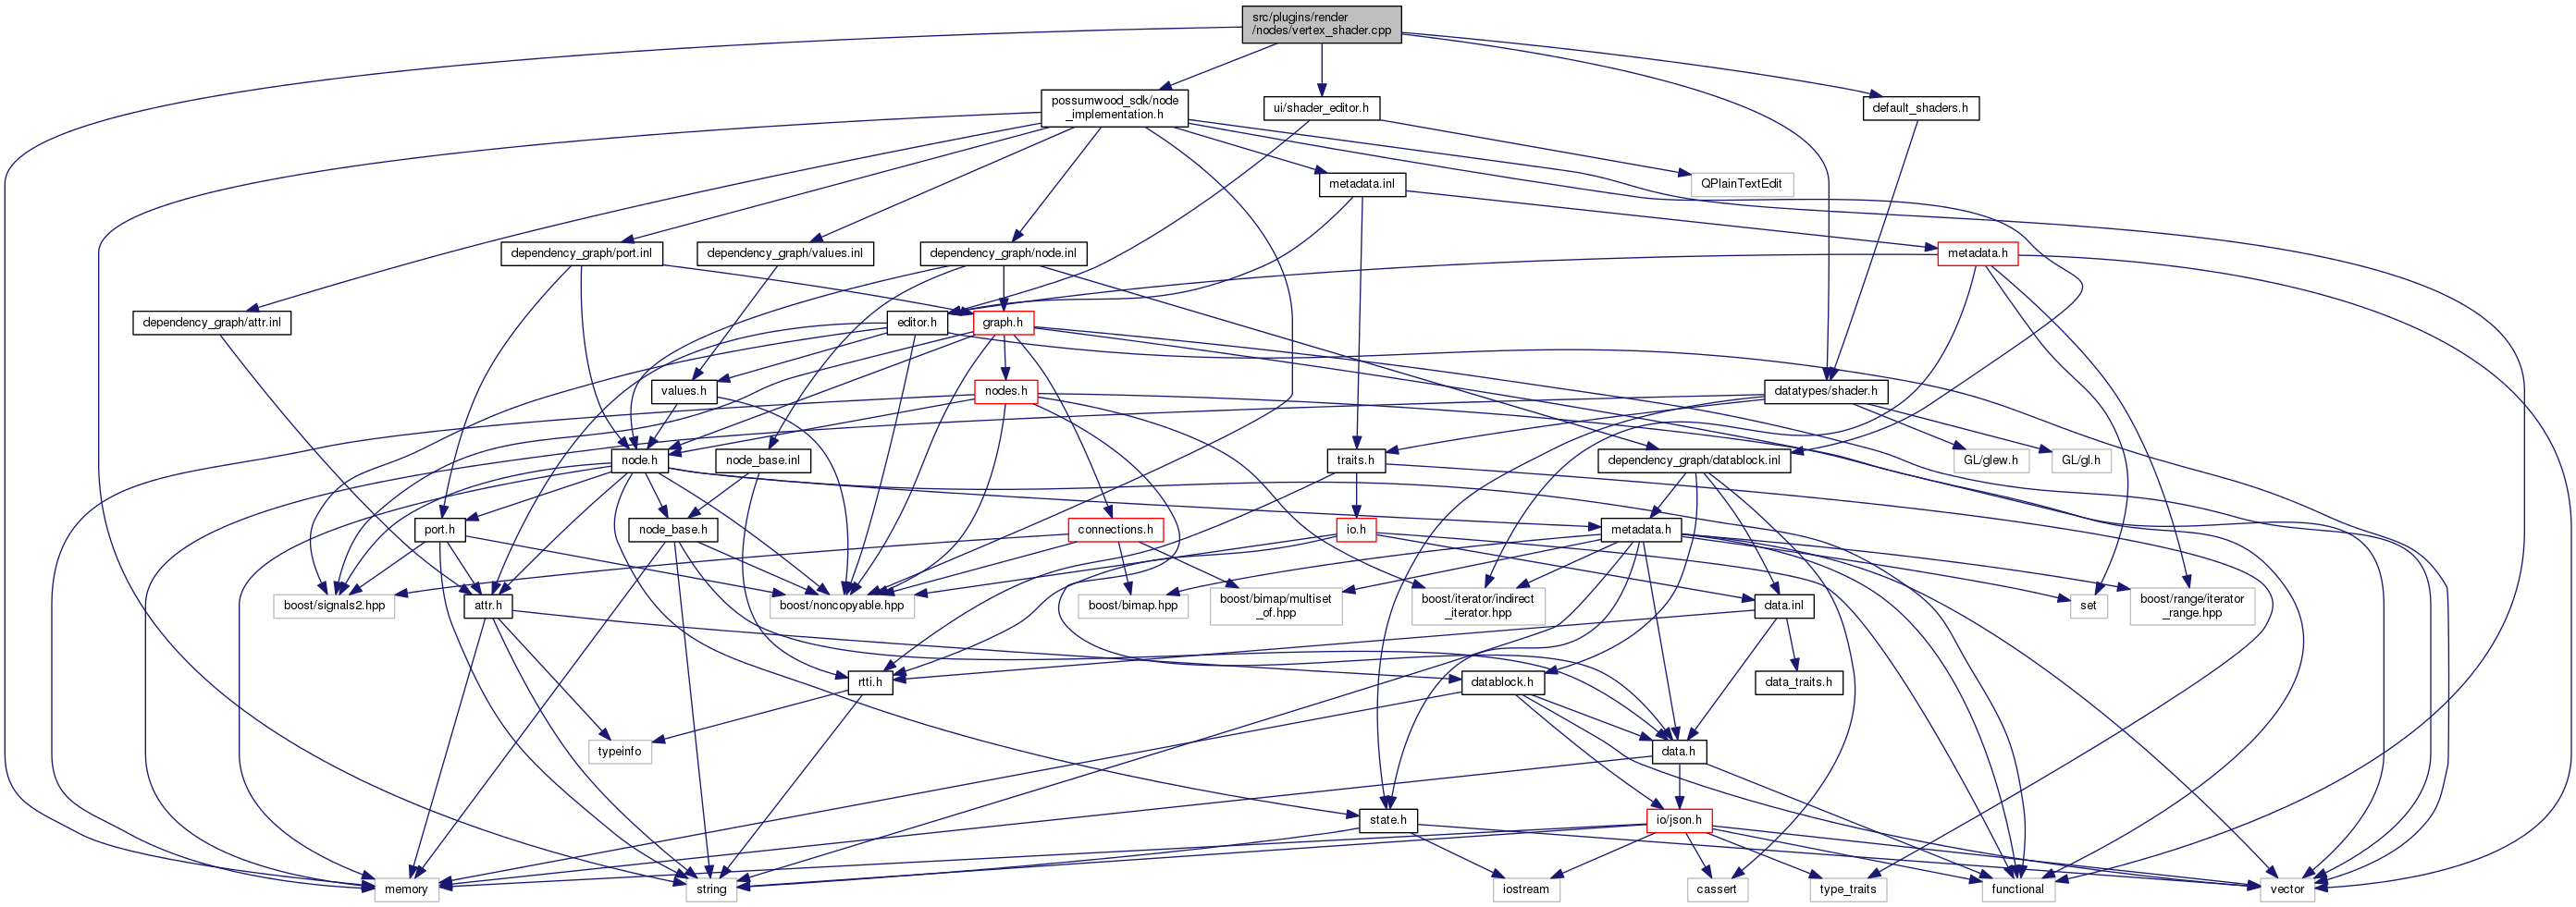 src/plugins/render
/nodes/vertex_shader.cpp
possumwood_sdk/node
_implementation.h
ui/shader_editor.h
default_shaders.h
metadata.inl
QPlainTextEdit
dependency_graph/port.inl
dependency_graph/values.inl
dependency_graph/node.inl
metadata.h
dependency_graph/attr.inl
editor.h
graph.h
values.h
nodes.h
datatypes/shader.h
node.h
node_base.inl
traits.h
dependency_graph/datablock.inl
GL/glew.h
GL/gl.h
port.h
node_base.h
connections.h
io.h
metadata.h
boost/signals2.hpp
attr.h
boost/noncopyable.hpp
boost/bimap.hpp
boost/bimap/multiset
_of.hpp
boost/iterator/indirect
_iterator.hpp
data.inl
set
boost/range/iterator
_range.hpp
rtti.h
datablock.h
data_traits.h
typeinfo
data.h
state.h
io/json.h
memory
string
iostream
cassert
type_traits
functional
vector